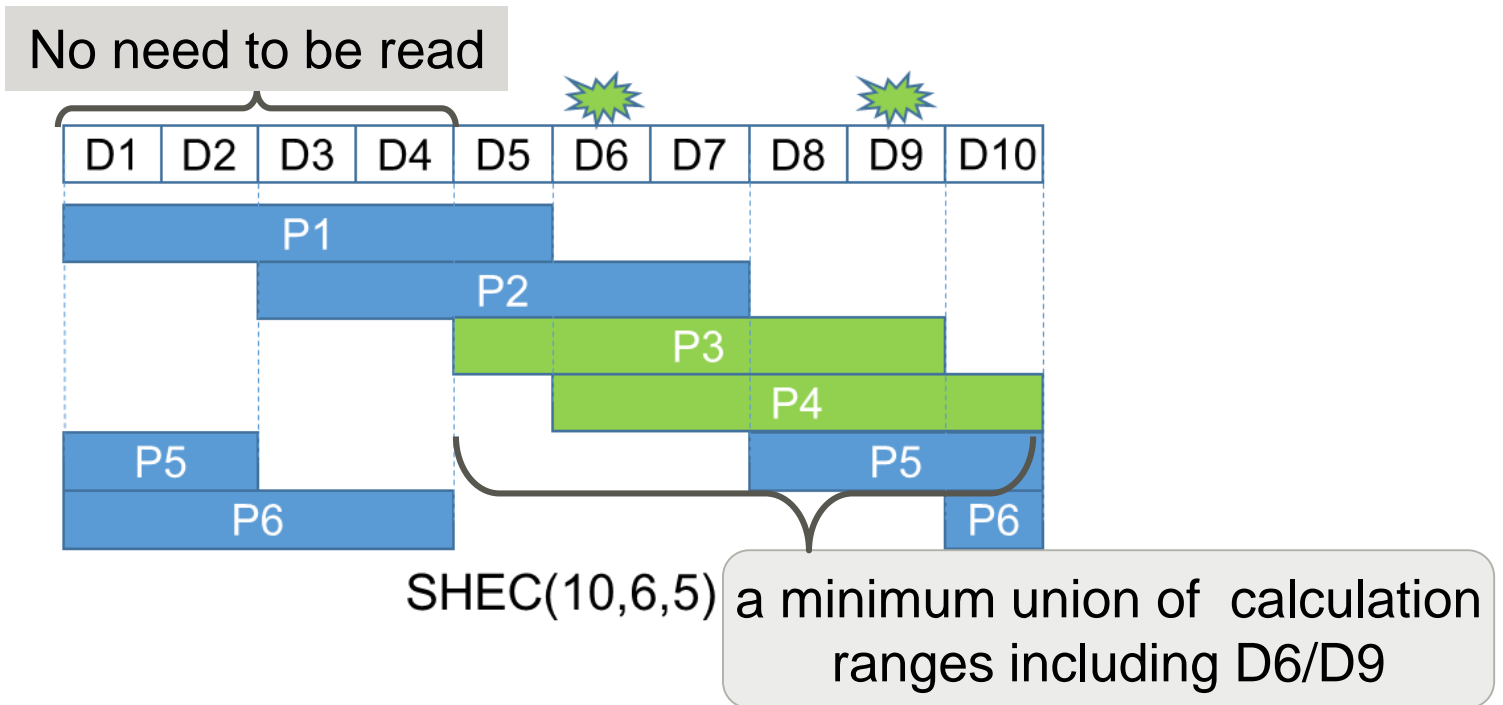 No need to be read
D1 D2 D3 D4 D5 D6 D7 D8 D9 D10
P1
P2
P3
P4
P5 P5
P6 P6
SHEC(10,6,5)
a minimum union of calculation
ranges including D6/D9